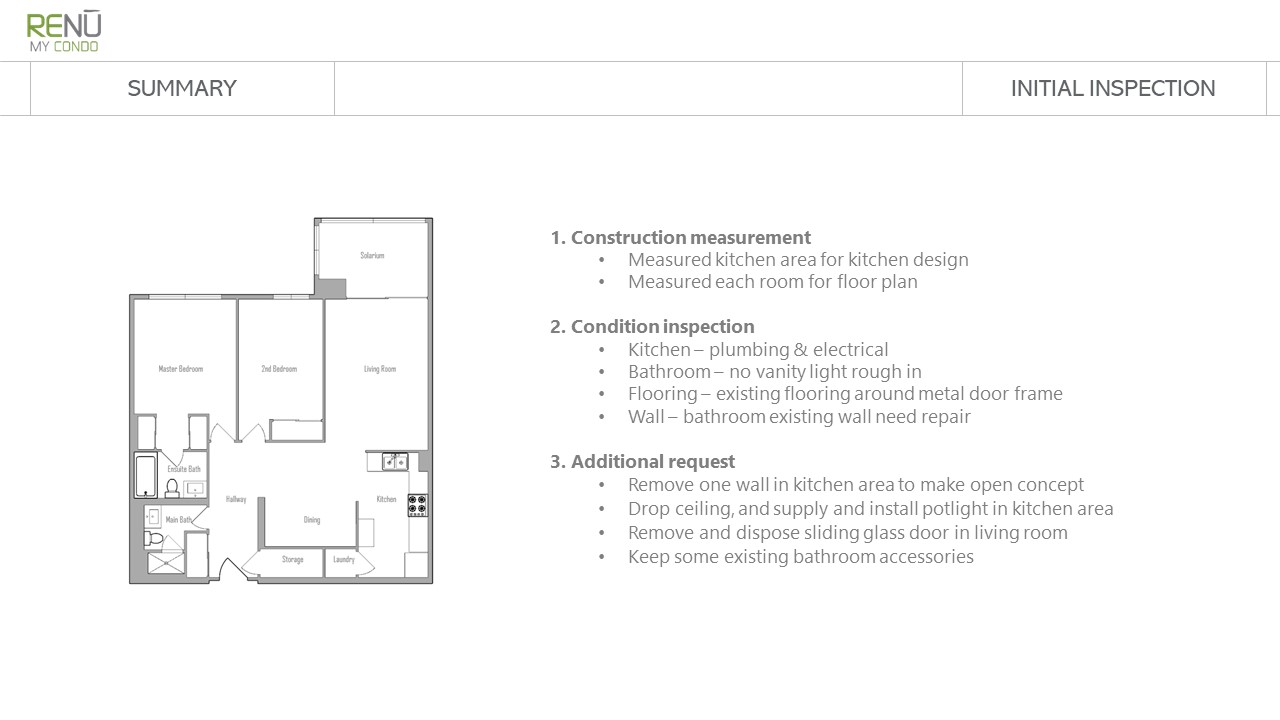 RENŪ
MY CONDO
SUMMARY
INITIAL INSPECTION
Solarium
Master Bedroom
2nd Bedroom
Living Room
Ensuite Bath
Hallway
Kitchen
Main Bath
Dining
Storage
Laundry
1. Construction measurement
• Measured kitchen area for kitchen design
• Measured each room for floor plan
2. Condition inspection
• Kitchen – plumbing & electrical
• Bathroom – no vanity light rough in
• Flooring – existing flooring around metal door frame
• Wall – bathroom existing wall need repair
3. Additional request
• Remove one wall in kitchen area to make open concept
• Drop ceiling, and supply and install potlight in kitchen area
• Remove and dispose sliding glass door in living room
• Keep some existing bathroom accessories